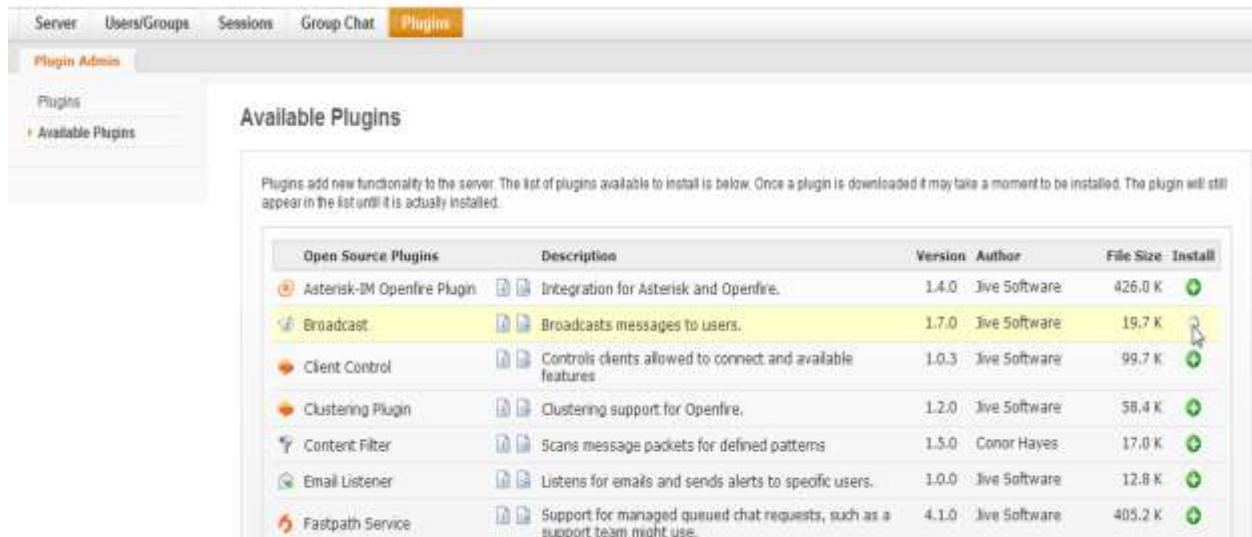 Server Users/Groups Sessions Group Chat Plugins
Plugin Admin
Plugins
Available Plugins
Available Plugins
Plugins add new functionality to the server. The list of plugins available to install is below. Once a plugin is downloaded it may take a moment to be installed. The plugin will still
appear in the list until it is actually installed.
Open Source Plugins Description Version Author File Size Install
Asterisk-IM Openfire Plugin Integration for Asterisk and Openfire. 1.4.0 Jive Software 426.0 K
Broadcast Broadcasts messages to users. 1.7.0 Jive Software 19.7 K
Client Control Controls clients allowed to connect and available 1.0.3 Jive Software 99.7 K
features
Clustering Plugin Clustering support for Openfire. 1.2.0 Jive Software 58.4 K
Content Filter Scans message packets for defined patterns 1.5.0 Conor Hayes 17.0 K
Email Listener Listens for emails and sends alerts to specific users. 1.0.0 Jive Software 12.8 K
Fastpath Service Support for managed queued chat requests, such as a 4.1.0 Jive Software 405.2 K
support team might use.